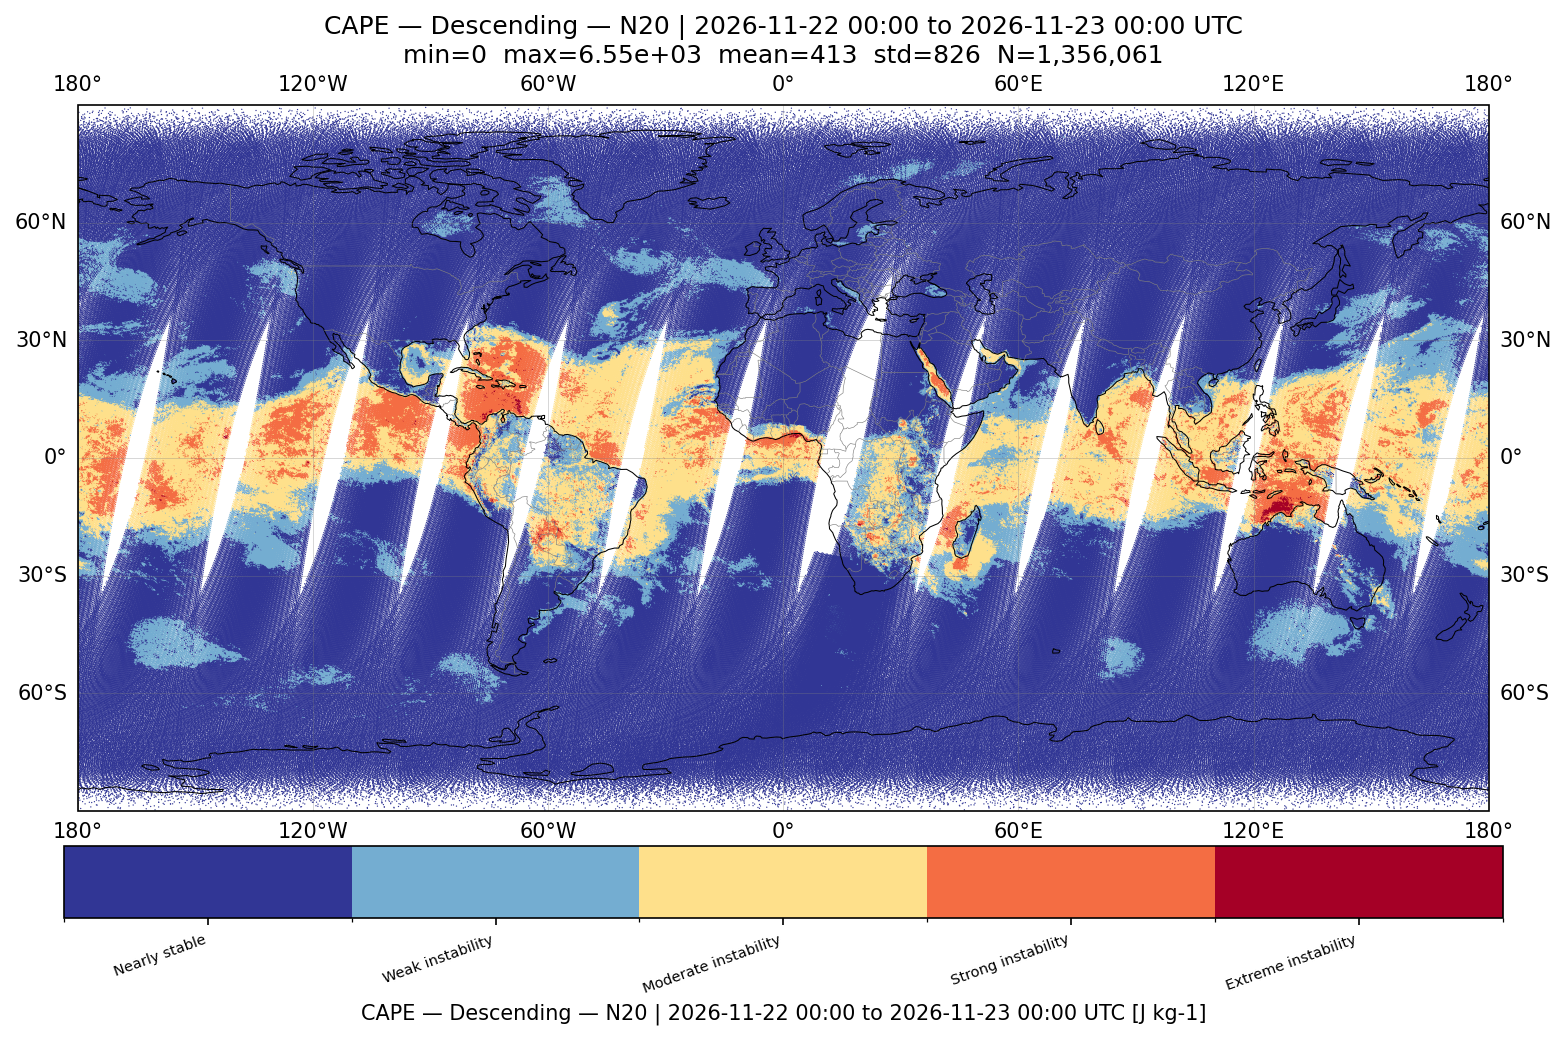 CAPE — Descending — N20 | 2026-11-22 00:00 to 2026-11-23 00:00 UTC
min=0  max=6.55e+03  mean=413  std=826  N=1,356,061
180° 120°W 60°W 0° 60°E 120°E 180°
60°N 60°N
30°N 30°N
0° 0°
30°S 30°S
60°S 60°S
180° 120°W 60°W 0° 60°E 120°E 180°
Nearly stable Weak instability Moderate instability Strong instability Extreme instability
CAPE — Descending — N20 | 2026-11-22 00:00 to 2026-11-23 00:00 UTC [J kg-1]